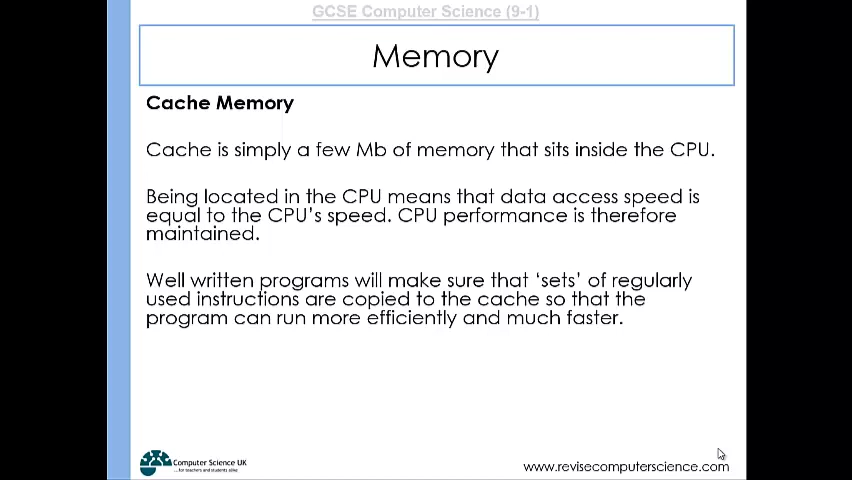 GCSE Computer Science (9-1)
Memory
Cache Memory
Cache is simply a few Mb of memory that sits inside the CPU.
Being located in the CPU means that data access speed is
equal to the CPU's speed. CPU performance is therefore
maintained.
Well written programs will make sure that 'sets' of regularly
used instructions are copied to the cache so that the
program can run more efficiently and much faster.
Computer Science UK
...for teachers and students alike
www.revisecomputerscience.com